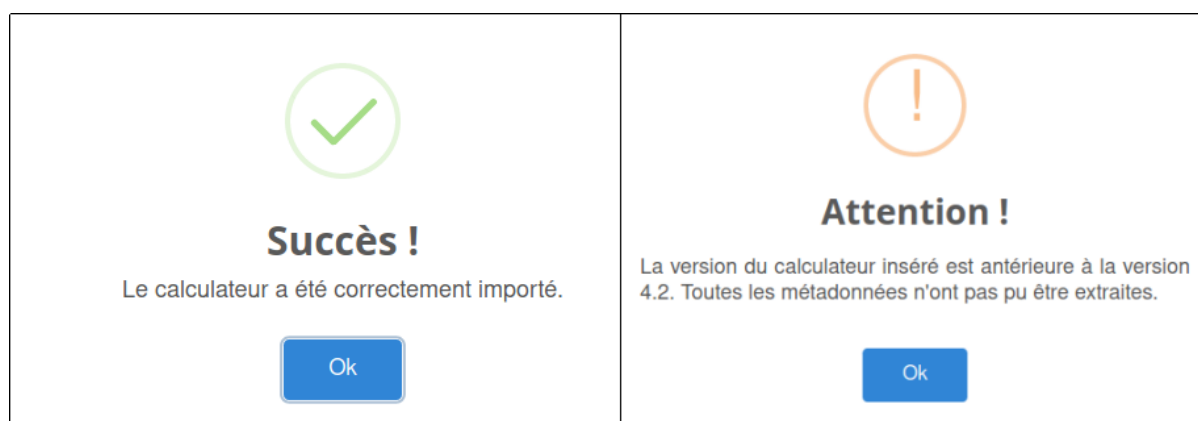 Succès !
Le calculateur a été correctement importé.
Ok
Attention !
La version du calculateur inséré est antérieure à la version
4.2. Toutes les métadonnées n'ont pas pu être extraites.
Ok